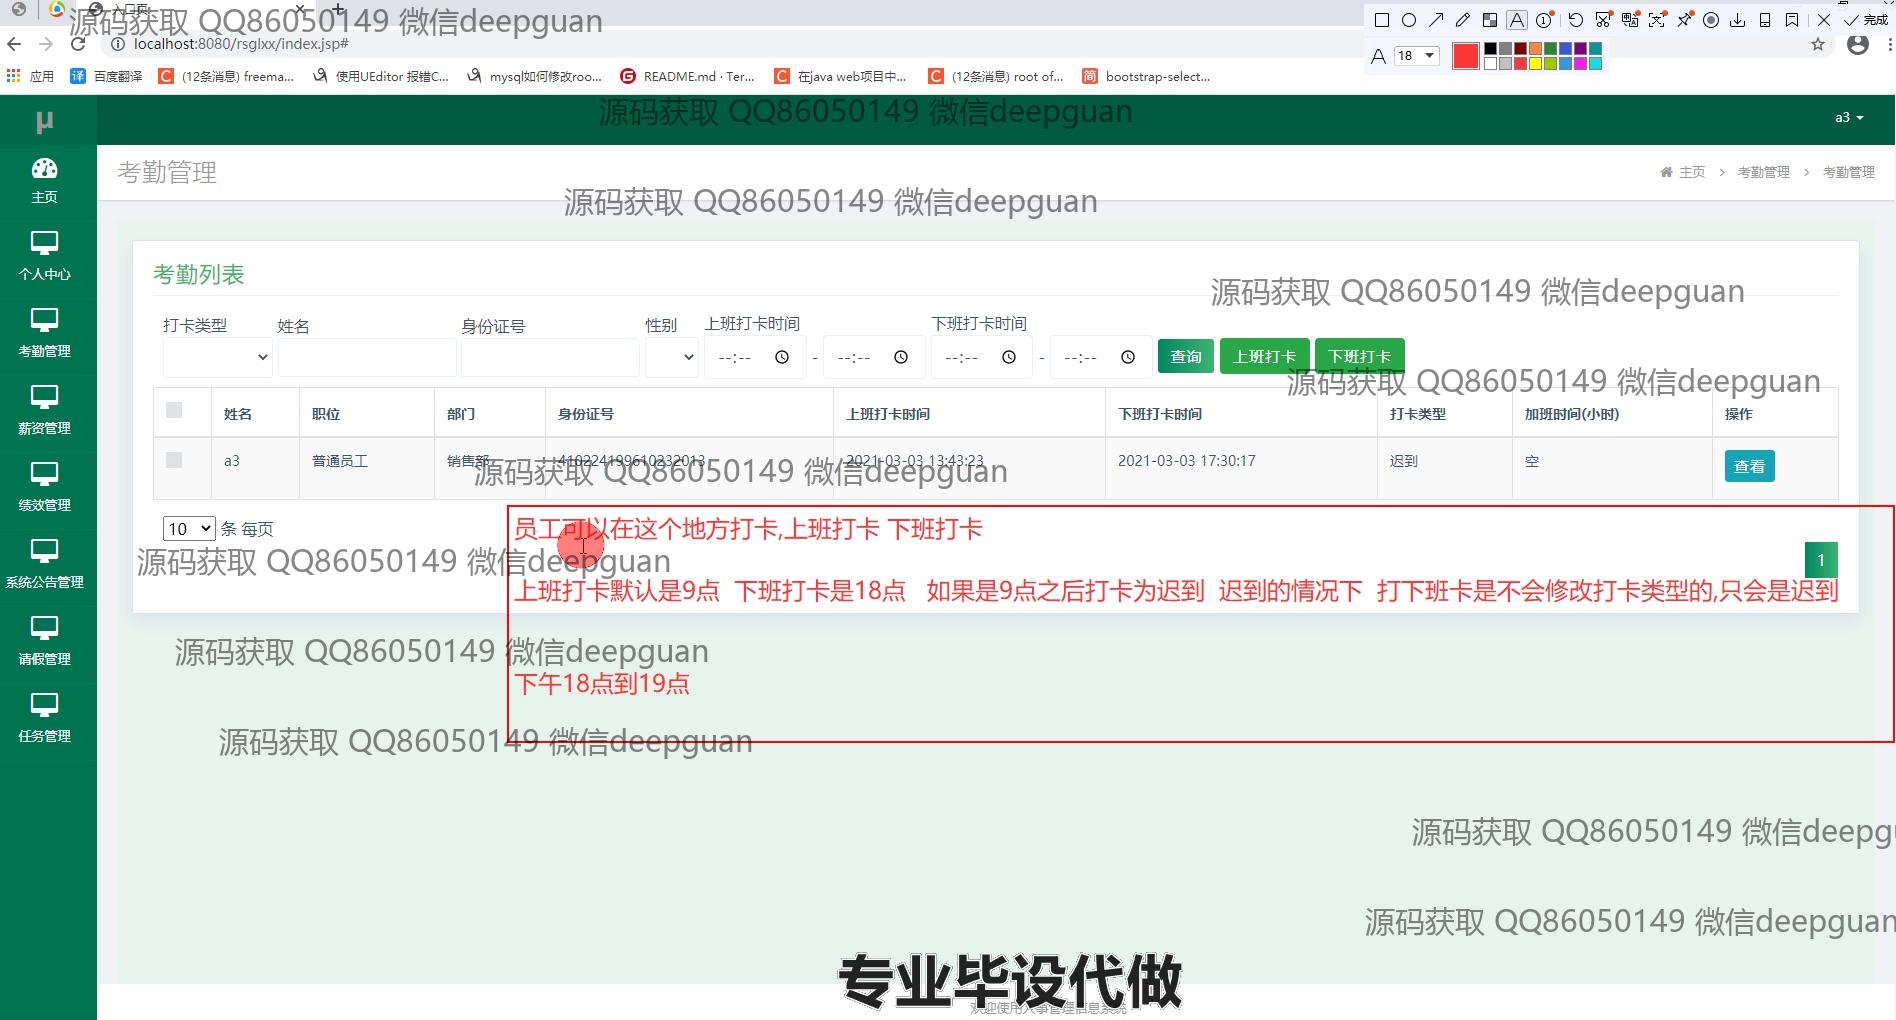 入口页
源码获取 QQ86050149 微信deepguan
完成
localhost:8080/rsglxx/index.jsp#
A 18
应用 百度翻译 (12条消息) freema... 使用UEditor 报错C... mysql如何修改roo... README.md · Ter... 在java web项目中... (12条消息) root of... bootstrap-select...
源码获取 QQ86050149 微信deepguan
μ
a3
考勤管理
主页 > 考勤管理 > 考勤管理
源码获取 QQ86050149 微信deepguan
主页
个人中心
考勤管理
薪资管理
绩效管理
系统公告管理
请假管理
任务管理
考勤列表
源码获取 QQ86050149 微信deepguan
打卡类型 姓名 身份证号 性别 上班打卡时间 下班打卡时间
--:-- - --:-- --:-- - --:-- 查询 上班打卡 下班打卡
源码获取 QQ86050149 微信deepguan
姓名 职位 部门 身份证号 上班打卡时间 下班打卡时间 打卡类型 加班时间(小时) 操作
a3 普通员工 销售部 410224199610232013 2021-03-03 13:43:23 2021-03-03 17:30:17 迟到 空 查看
源码获取 QQ86050149 微信deepguan
10 条 每页
员工可以在这个地方打卡,上班打卡 下班打卡
源码获取 QQ86050149 微信deepguan
1
上班打卡默认是9点 下班打卡是18点 如果是9点之后打卡为迟到 迟到的情况下 打下班卡是不会修改打卡类型的,只会是迟到
源码获取 QQ86050149 微信deepguan
下午18点到19点
源码获取 QQ86050149 微信deepguan
源码获取 QQ86050149 微信deepgu
源码获取 QQ86050149 微信deepguan
专业毕设代做
欢迎使用人事管理信息系统